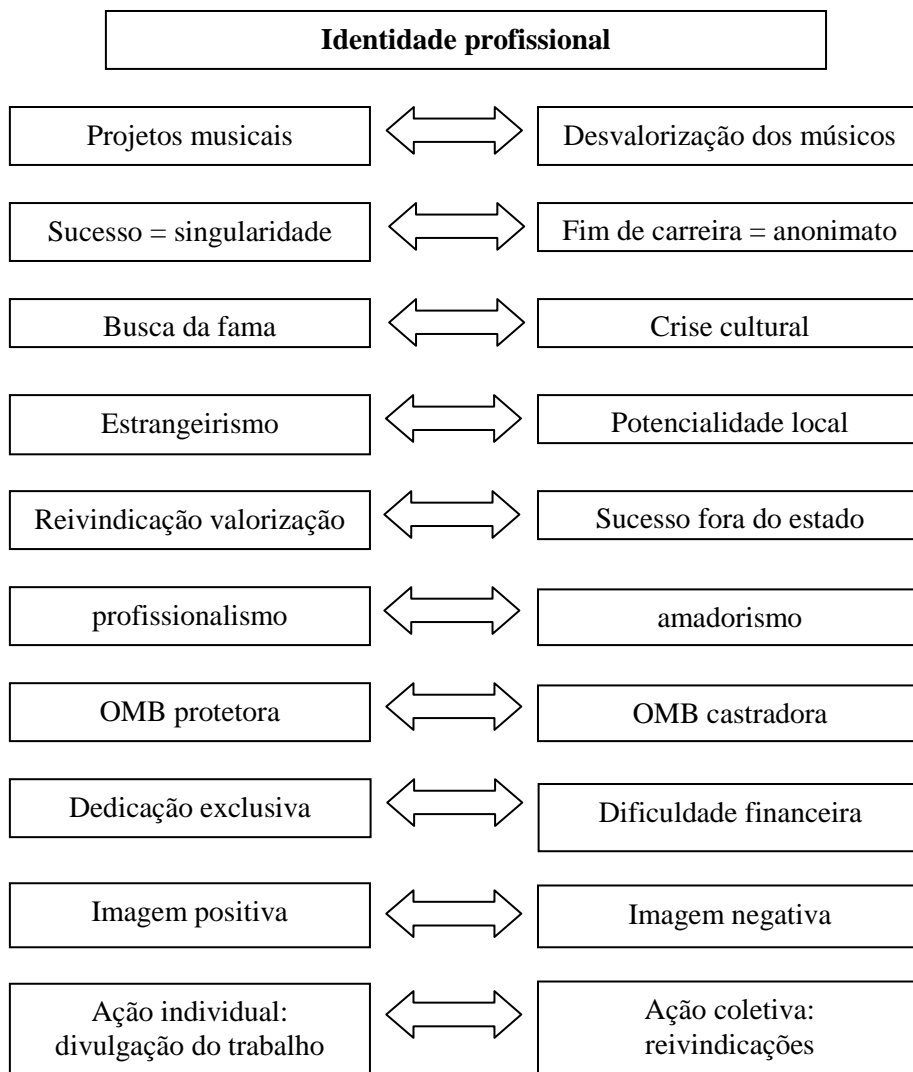 Identidade profissional
Projetos musicais
Desvalorização dos músicos
Sucesso = singularidade
Fim de carreira = anonimato
Busca da fama
Crise cultural
Estrangeirismo
Potencialidade local
Reivindicação valorização
Sucesso fora do estado
profissionalismo
amadorismo
OMB protetora
OMB castradora
Dedicação exclusiva
Dificuldade financeira
Imagem positiva
Imagem negativa
Ação individual:
divulgação do trabalho
Ação coletiva:
reivindicações